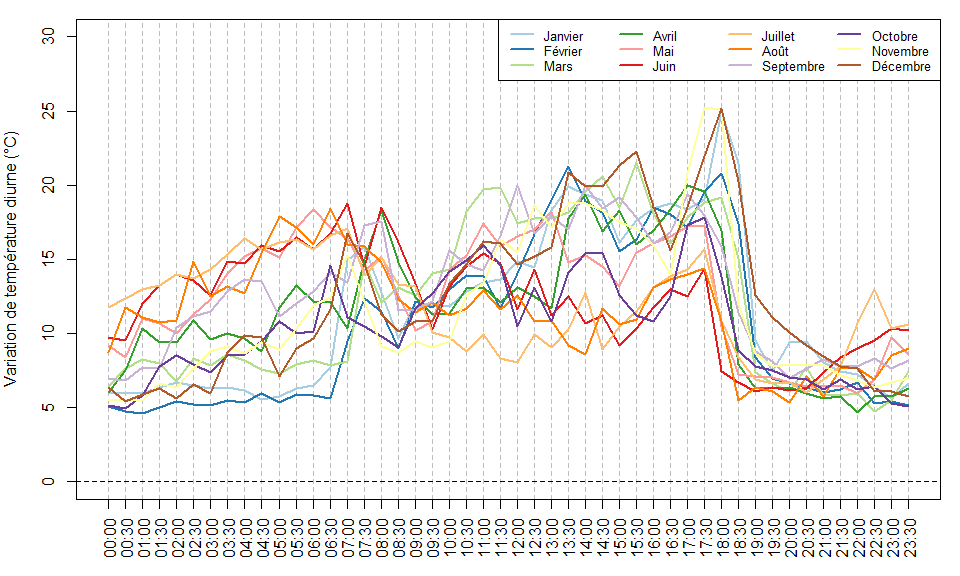 Variation de température diurne (°C)
30
25
20
15
10
5
0
Janvier Avril Juillet Octobre
Février Mai Août Novembre
Mars Juin Septembre Décembre
00:00 00:30 01:00 01:30 02:00 02:30 03:00 03:30 04:00 04:30 05:00 05:30 06:00 06:30 07:00 07:30 08:00 08:30 09:00 09:30 10:00 10:30 11:00 11:30 12:00 12:30 13:00 13:30 14:00 14:30 15:00 15:30 16:00 16:30 17:00 17:30 18:00 18:30 19:00 19:30 20:00 20:30 21:00 21:30 22:00 22:30 23:00 23:30